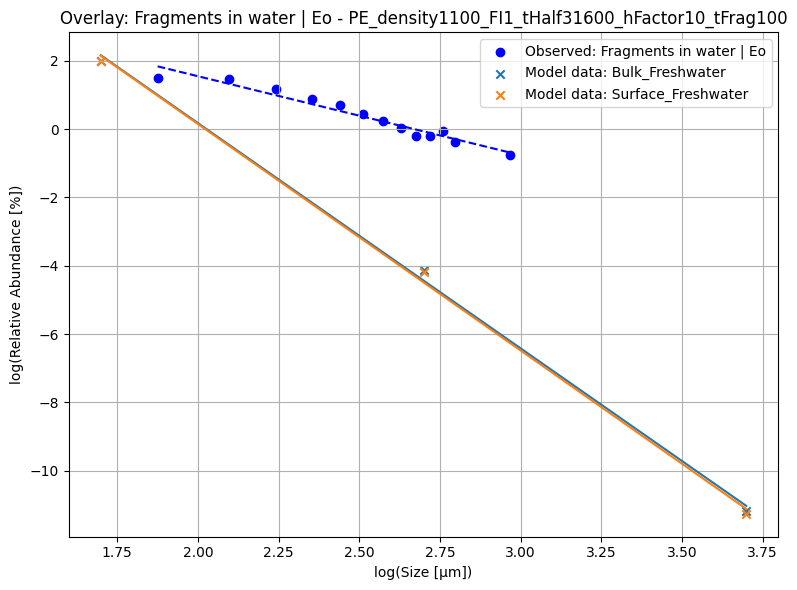 Overlay: Fragments in water | Eo - PE_density1100_FI1_tHalf31600_hFactor10_tFrag100
Observed: Fragments in water | Eo
Model data: Bulk_Freshwater
Model data: Surface_Freshwater
log(Relative Abundance [%])
2
0
−2
−4
−6
−8
−10
1.75 2.00 2.25 2.50 2.75 3.00 3.25 3.50 3.75
log(Size [μm])